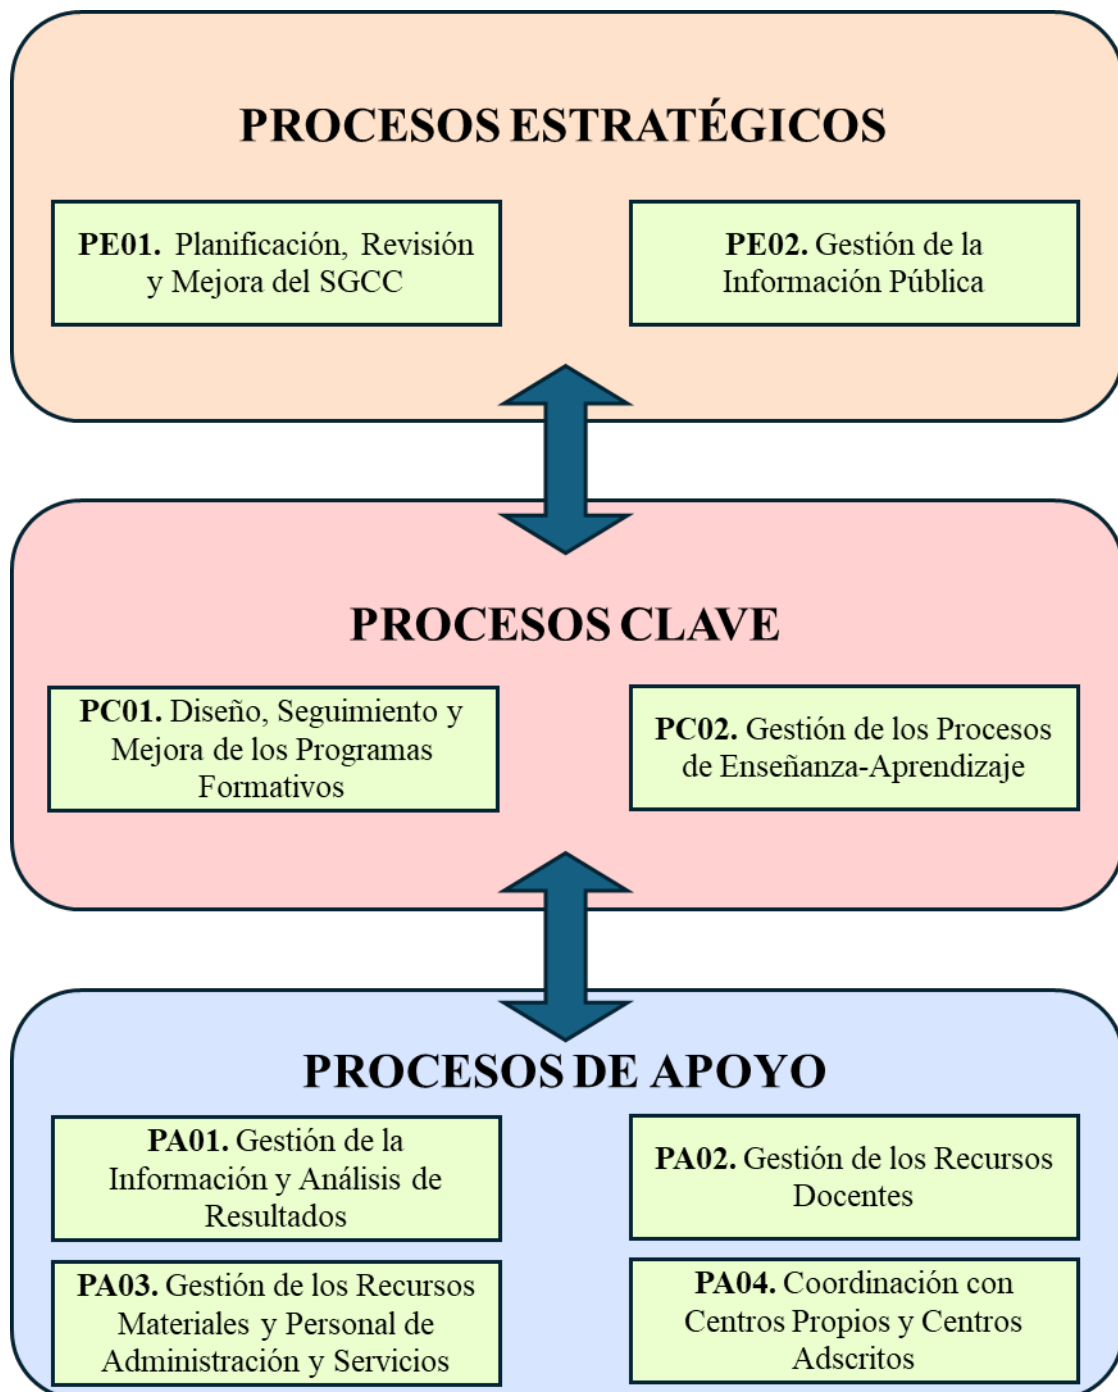 PROCESOS ESTRATÉGICOS
PE01. Planificación, Revisión
y Mejora del SGCC
PE02. Gestión de la
Información Pública
PROCESOS CLAVE
PC01. Diseño, Seguimiento y
Mejora de los Programas
Formativos
PC02. Gestión de los Procesos
de Enseñanza-Aprendizaje
PROCESOS DE APOYO
PA01. Gestión de la
Información y Análisis de
Resultados
PA02. Gestión de los Recursos
Docentes
PA03. Gestión de los Recursos
Materiales y Personal de
Administración y Servicios
PA04. Coordinación con
Centros Propios y Centros
Adscritos